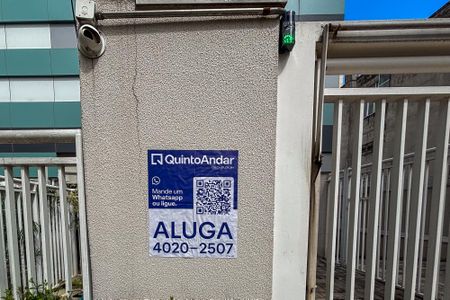 QuintoAndar
Mande um
Whatsapp
ou ligue.
ALUGA
4020-2507